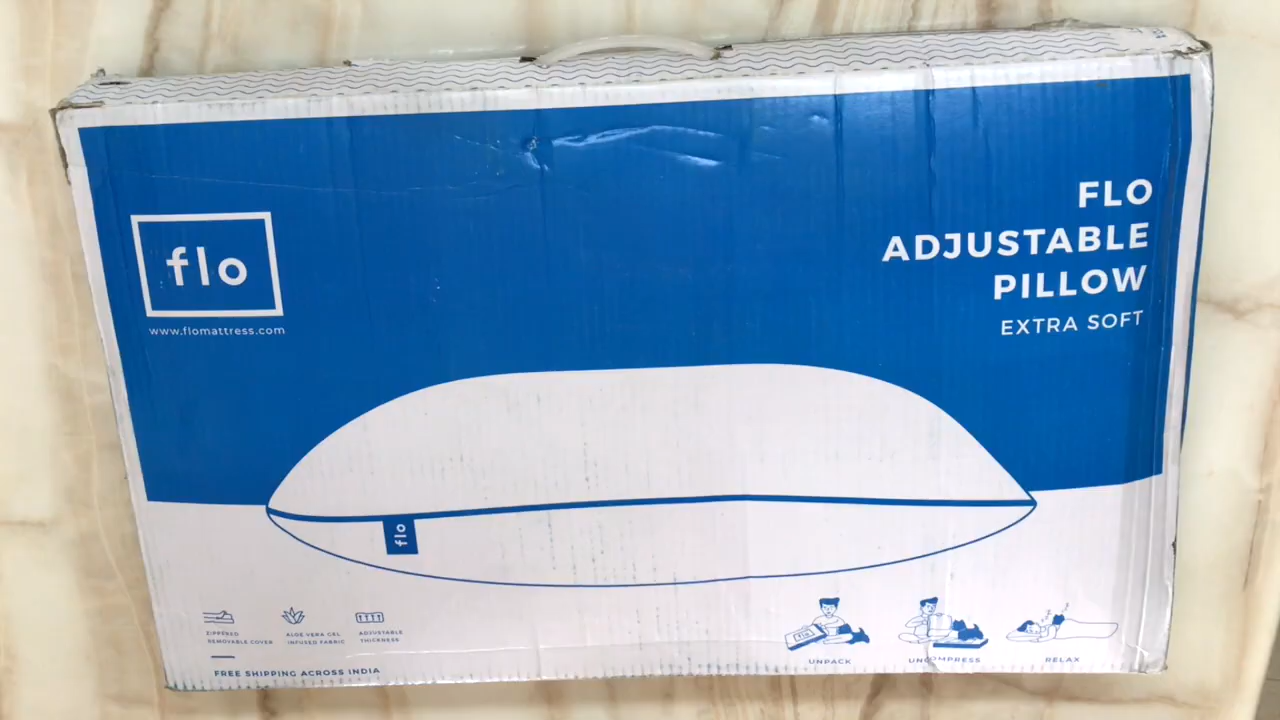 flo
www.flomattress.com
FLO
ADJUSTABLE
PILLOW
EXTRA SOFT
flo
ZIPPERED
REMOVABLE COVER
ALOE VERA GEL
INFUSED FABRIC
ADJUSTABLE
THICKNESS
FREE SHIPPING ACROSS INDIA
flo
UNPACK
UNCOMPRESS
RELAX